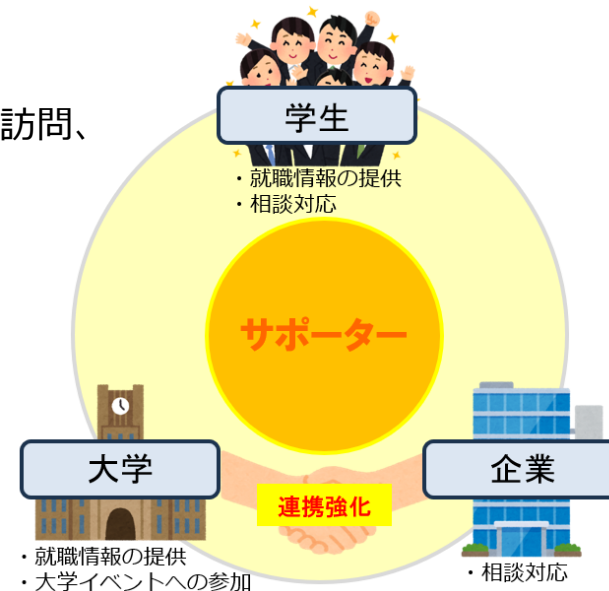 訪問、
学生
・就職情報の提供
・相談対応
サポーター
大学
企業
連携強化
・就職情報の提供
・大学イベントへの参加
・相談対応